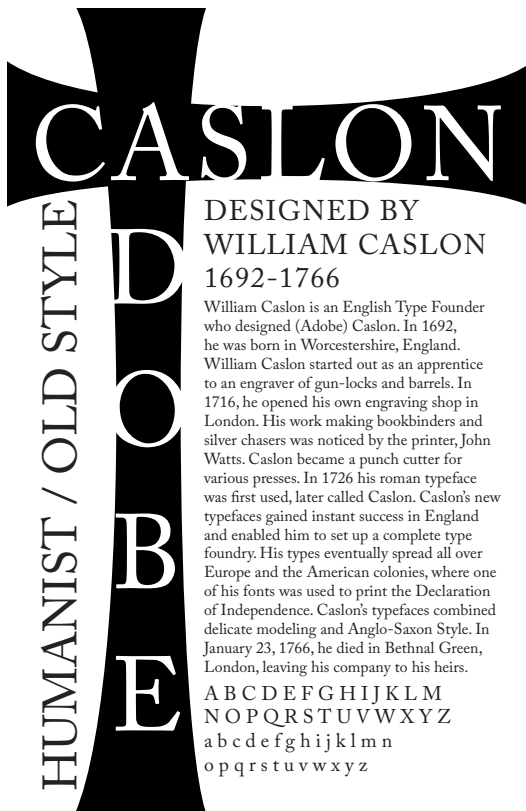 CASLON
ADOBE
HUMANIST / OLD STYLE
DESIGNED BY
WILLIAM CASLON
1692-1766
William Caslon is an English Type Founder
who designed (Adobe) Caslon. In 1692,
he was born in Worcestershire, England.
William Caslon started out as an apprentice
to an engraver of gun-locks and barrels. In
1716, he opened his own engraving shop in
London. His work making bookbinders and
silver chasers was noticed by the printer, John
Watts. Caslon became a punch cutter for
various presses. In 1726 his roman typeface
was first used, later called Caslon. Caslon's new
typefaces gained instant success in England
and enabled him to set up a complete type
foundry. His types eventually spread all over
Europe and the American colonies, where one
of his fonts was used to print the Declaration
of Independence. Caslon's typefaces combined
delicate modeling and Anglo-Saxon Style. In
January 23, 1766, he died in Bethnal Green,
London, leaving his company to his heirs.
A B C D E F G H I J K L M
N O P Q R S T U V W X Y Z
a b c d e f g h i j k l m n
o p q r s t u v w x y z